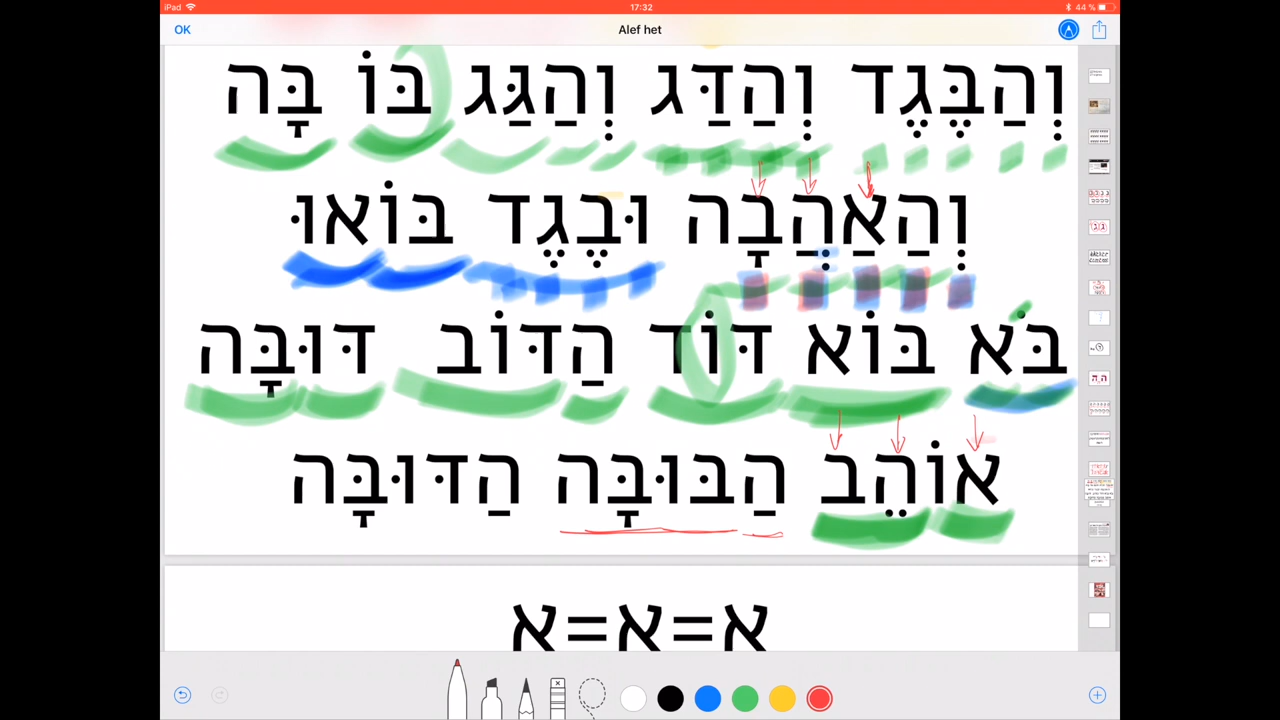 iPad 17:32 44 %
OK Alef het
וְהַבֶּגֶד וְהַדַּג וְהַגַּג בּוֹ בָּהּ
וְהַאַהֲבָה וּבֶגֶד בּוֹאוּ
בֹּא בּוֹא דּוֹד הַדּוֹב דּוּבָּה
אוֹהֵב הַבּוּבָּה הַדּוּבָּה
א=א=א